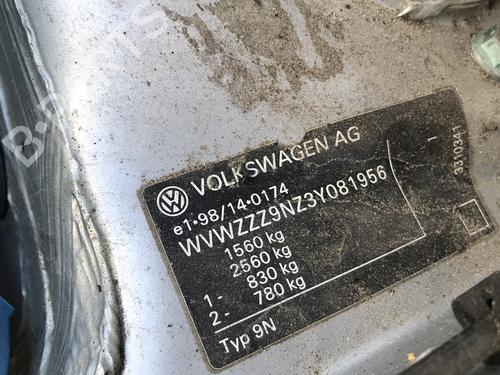 VOLKSWAGEN AG
e1*98/14*0174
WVWZZZ9NZ3Y081956
1560 kg
2560 kg
1- 830 kg
2- 780 kg
Typ 9N
3310341
B-PARTS